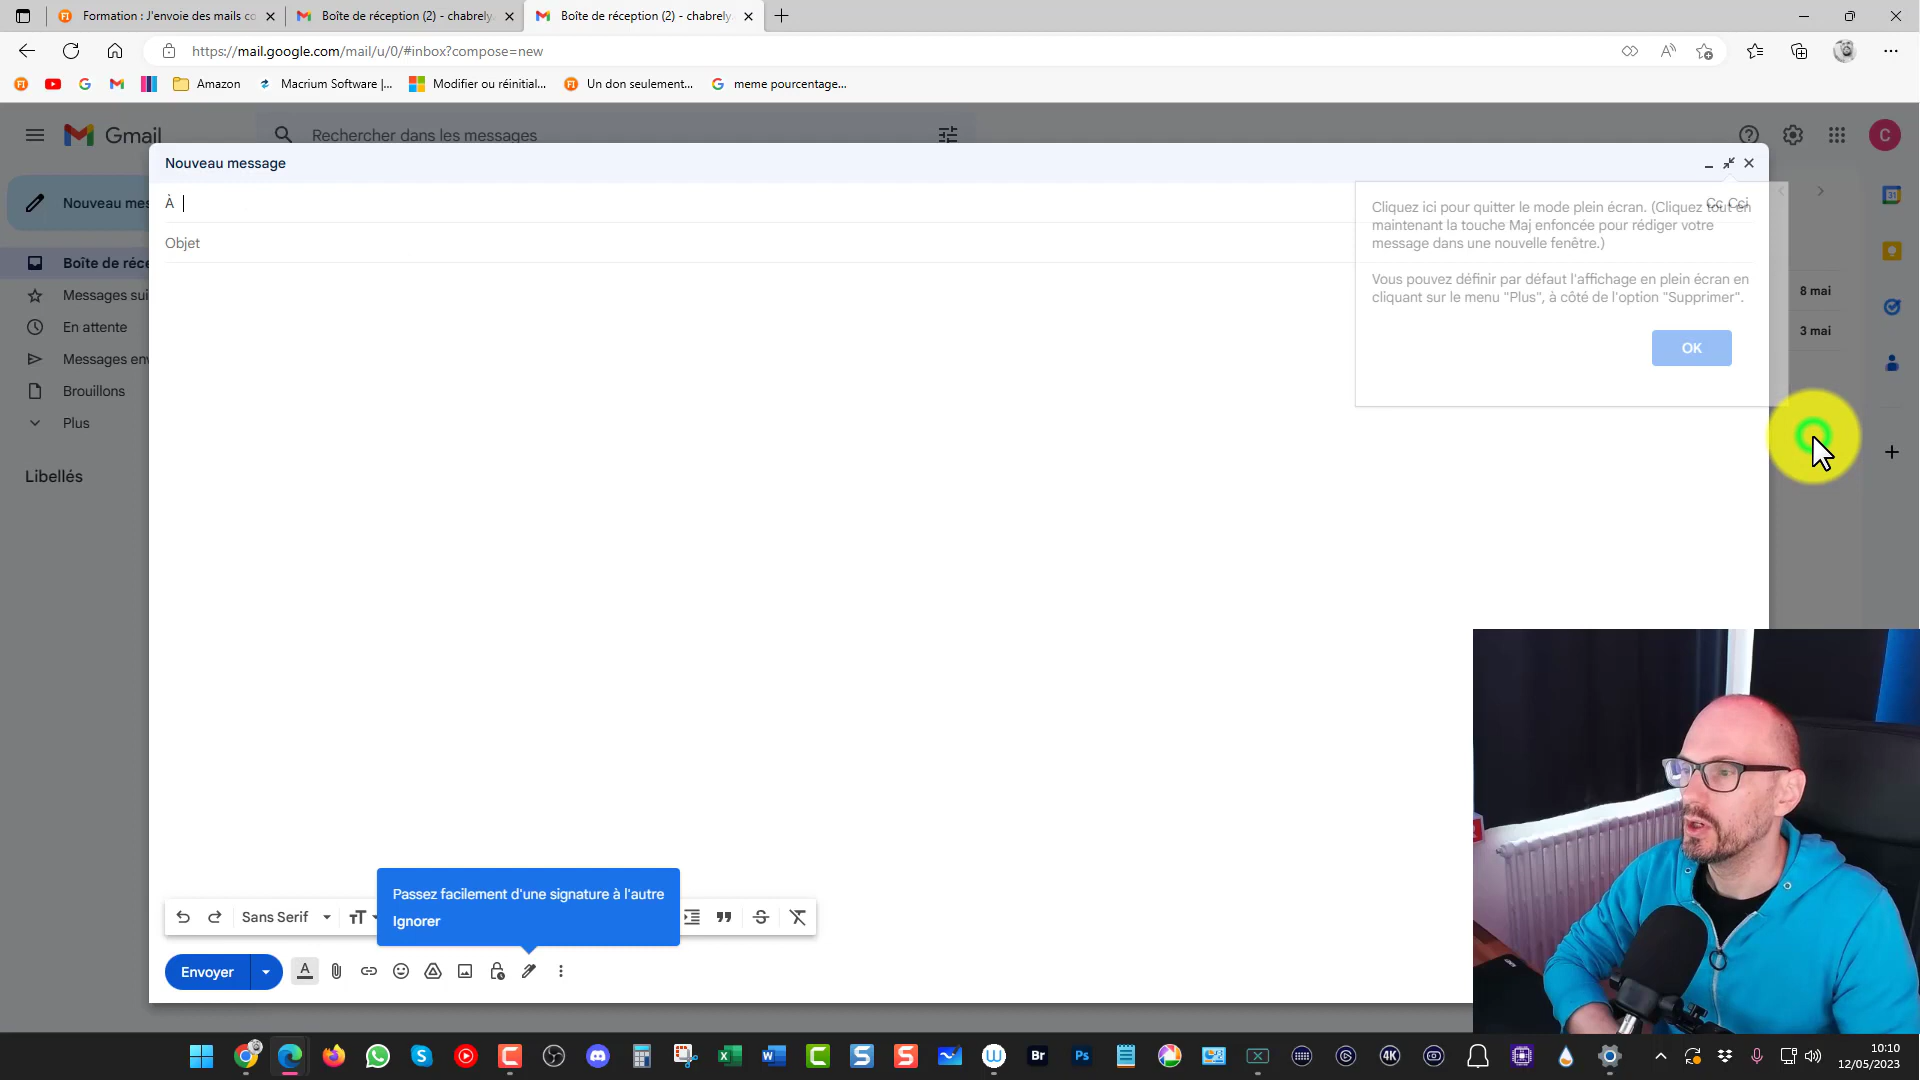 Formation : J'envoie des mails co
Boîte de réception (2) - chabrely
Boîte de réception (2) - chabrely
https://mail.google.com/mail/u/0/#inbox?compose=new
Amazon
Macrium Software |...
Modifier ou réinitial...
Un don seulement...
meme pourcentage...
Gmail
Rechercher dans les messages
C
Nouveau mes
Nouveau message
À
Cc Cci
Objet
Cliquez ici pour quitter le mode plein écran. (Cliquez tout en
maintenant la touche Maj enfoncée pour rédiger votre
message dans une nouvelle fenêtre.)
Vous pouvez définir par défaut l'affichage en plein écran en
cliquant sur le menu "Plus", à côté de l'option "Supprimer".
OK
Boîte de réce
Messages sui
En attente
Messages env
Brouillons
Plus
Libellés
8 mai
3 mai
Passez facilement d'une signature à l'autre
Ignorer
Sans Serif
Envoyer
10:10
12/05/2023